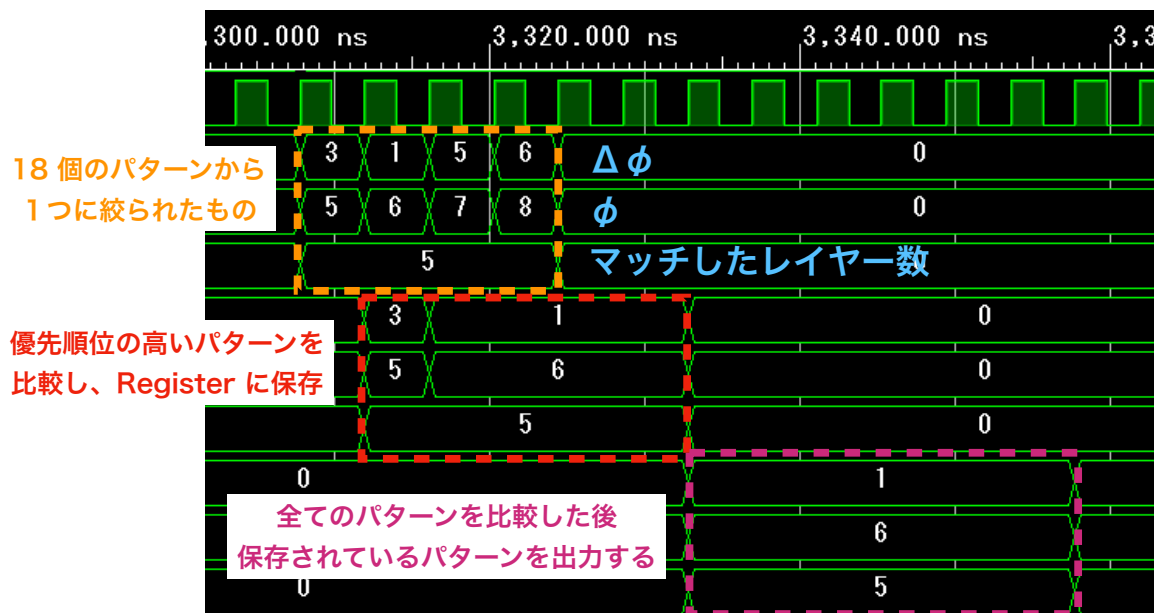 ,300.000 ns 3,320.000 ns 3,340.000 ns 3,3
3 1 5 6 Δφ 0
18 個のパターンから
1つに絞られたもの
5 6 7 8 φ 0
5 マッチしたレイヤー数
3 1 0
優先順位の高いパターンを
比較し、Register に保存
5 6 0
5 0
0 1
全てのパターンを比較した後
保存されているパターンを出力する
6
0 5